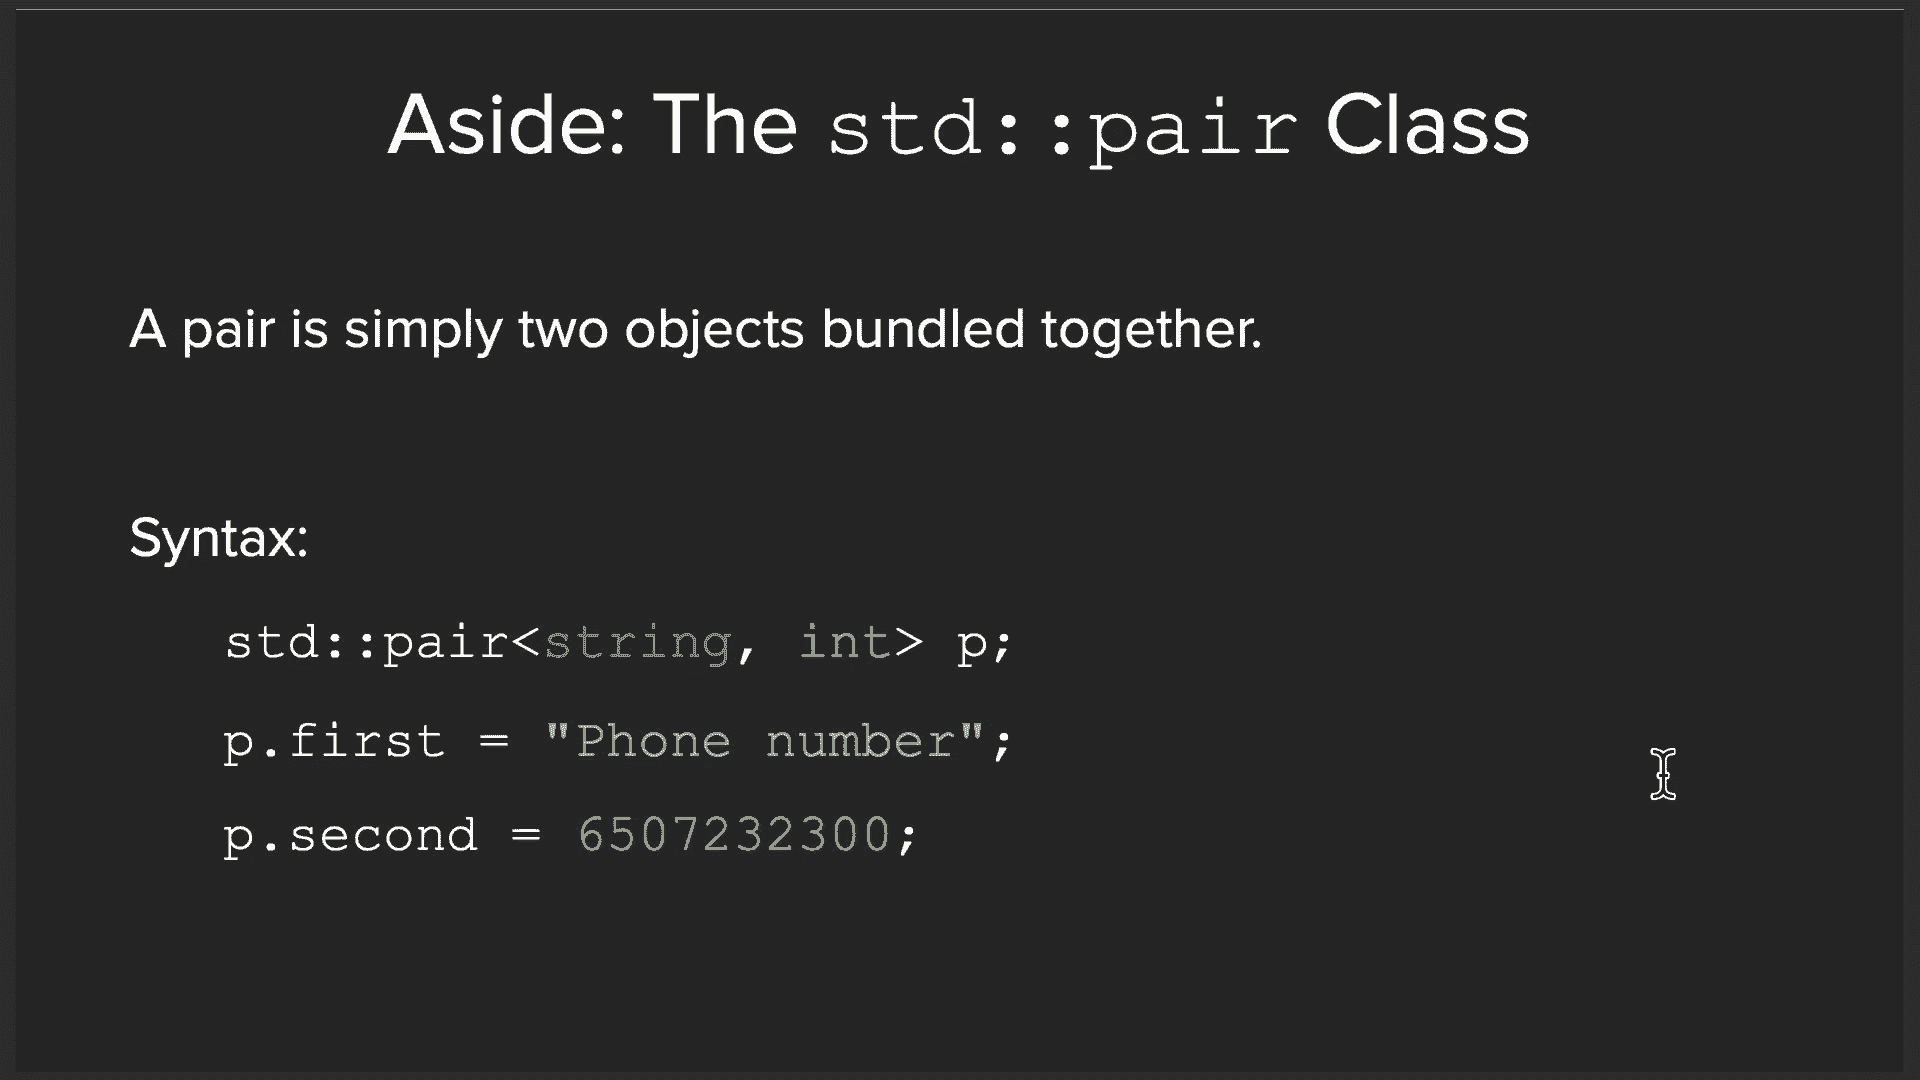 Aside: The std::pair Class
A pair is simply two objects bundled together.
Syntax:
std::pair<string, int> p;
p.first = "Phone number";
p.second = 6507232300;